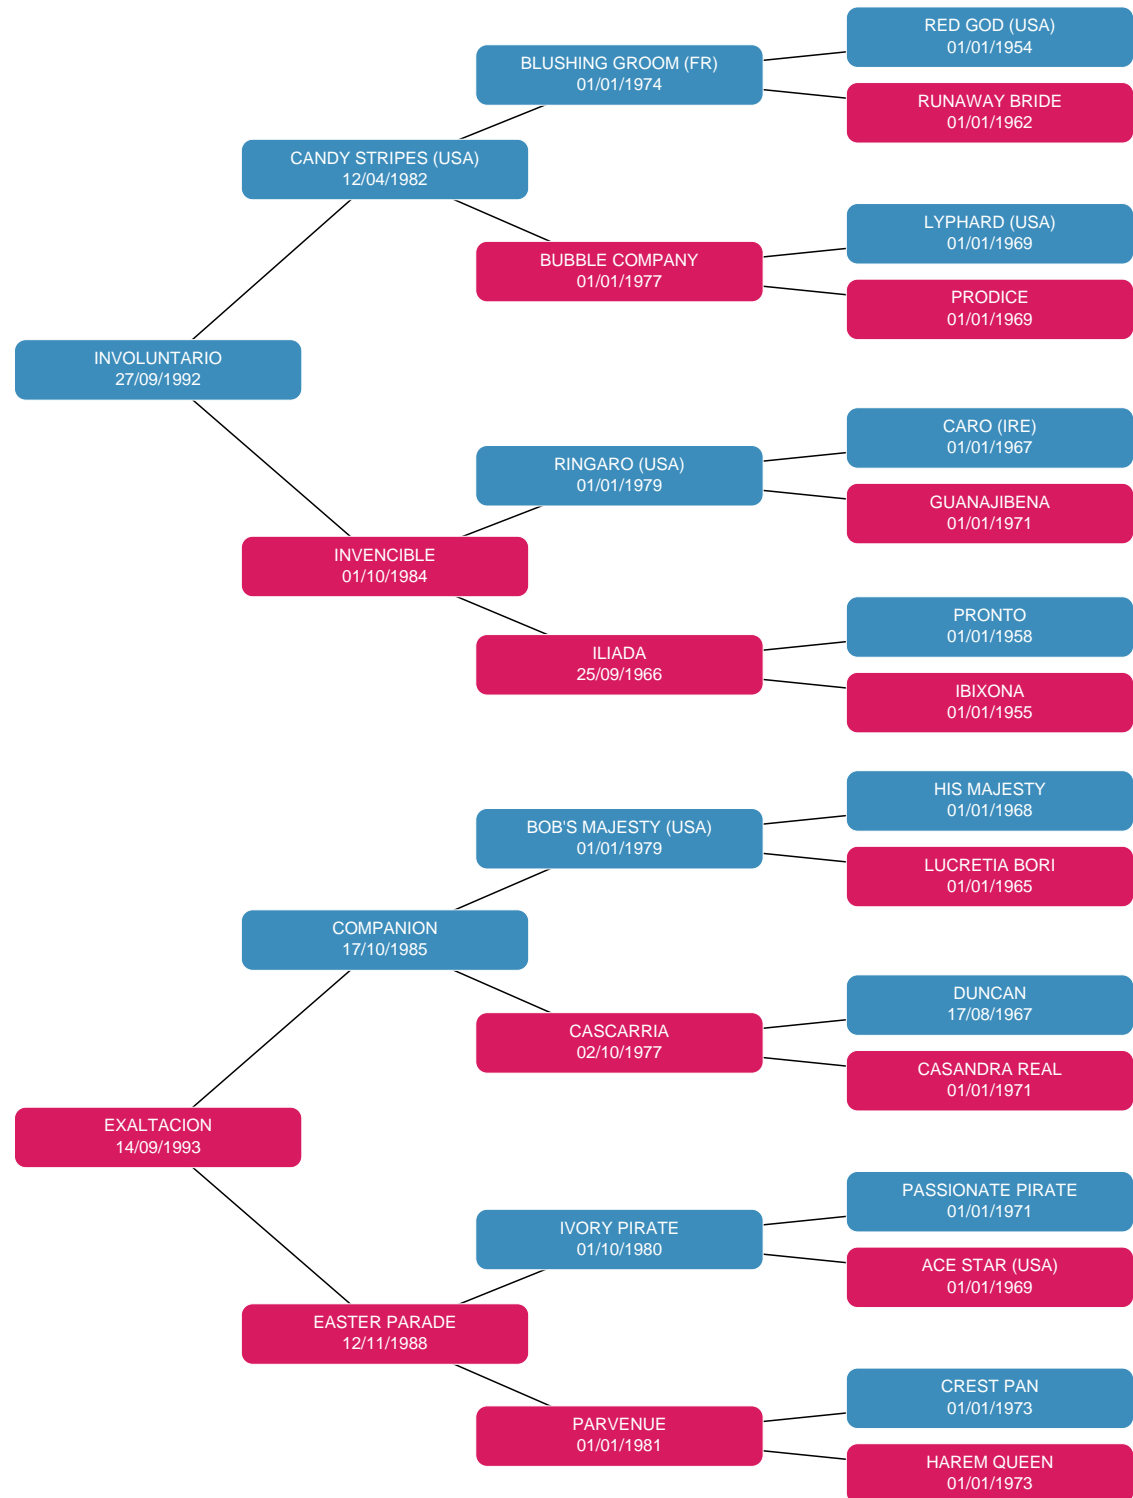 RED GOD (USA)
01/01/1954
BLUSHING GROOM (FR)
01/01/1974
RUNAWAY BRIDE
01/01/1962
CANDY STRIPES (USA)
12/04/1982
LYPHARD (USA)
01/01/1969
BUBBLE COMPANY
01/01/1977
PRODICE
01/01/1969
INVOLUNTARIO
27/09/1992
CARO (IRE)
01/01/1967
RINGARO (USA)
01/01/1979
GUANAJIBENA
01/01/1971
INVENCIBLE
01/10/1984
PRONTO
01/01/1958
ILIADA
25/09/1966
IBIXONA
01/01/1955
HIS MAJESTY
01/01/1968
BOB'S MAJESTY (USA)
01/01/1979
LUCRETIA BORI
01/01/1965
COMPANION
17/10/1985
DUNCAN
17/08/1967
CASCARRIA
02/10/1977
CASANDRA REAL
01/01/1971
EXALTACION
14/09/1993
PASSIONATE PIRATE
01/01/1971
IVORY PIRATE
01/10/1980
ACE STAR (USA)
01/01/1969
EASTER PARADE
12/11/1988
CREST PAN
01/01/1973
PARVENUE
01/01/1981
HAREM QUEEN
01/01/1973